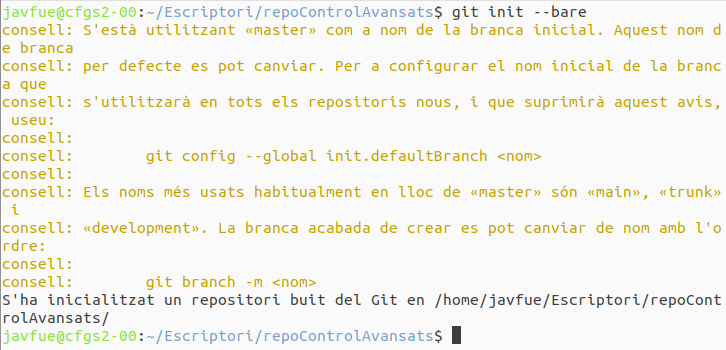 javfue@cfgs2-00:~/Escriptori/repoControlAvansats$ git init --bare
consell: S'està utilitzant «master» com a nom de la branca inicial. Aquest nom d
e branca
consell: per defecte es pot canviar. Per a configurar el nom inicial de la branc
a que
consell: s'utilitzarà en tots els repositoris nous, i que suprimirà aquest avís,
 useu:
consell:
consell:        git config --global init.defaultBranch <nom>
consell:
consell: Els noms més usats habitualment en lloc de «master» són «main», «trunk»
 i
consell: «development». La branca acabada de crear es pot canviar de nom amb l'o
rdre:
consell:
consell:        git branch -m <nom>
S'ha inicialitzat un repositori buit del Git en /home/javfue/Escriptori/repoCont
rolAvansats/
javfue@cfgs2-00:~/Escriptori/repoControlAvansats$